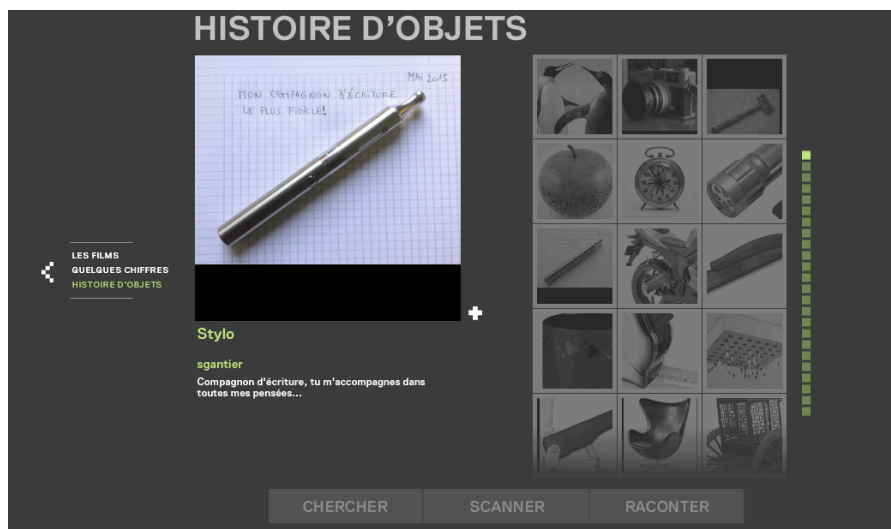 HISTOIRE D'OBJETS
MAi 2015
MON COMPAGNON D'ÉCRITURE
LE PLUS FIDÈLE!
LES FILMS
QUELQUES CHIFFRES
HISTOIRE D'OBJETS
Stylo
sgantier
Compagnon d'écriture, tu m'accompagnes dans
toutes mes pensées...
CHERCHER
SCANNER
RACONTER